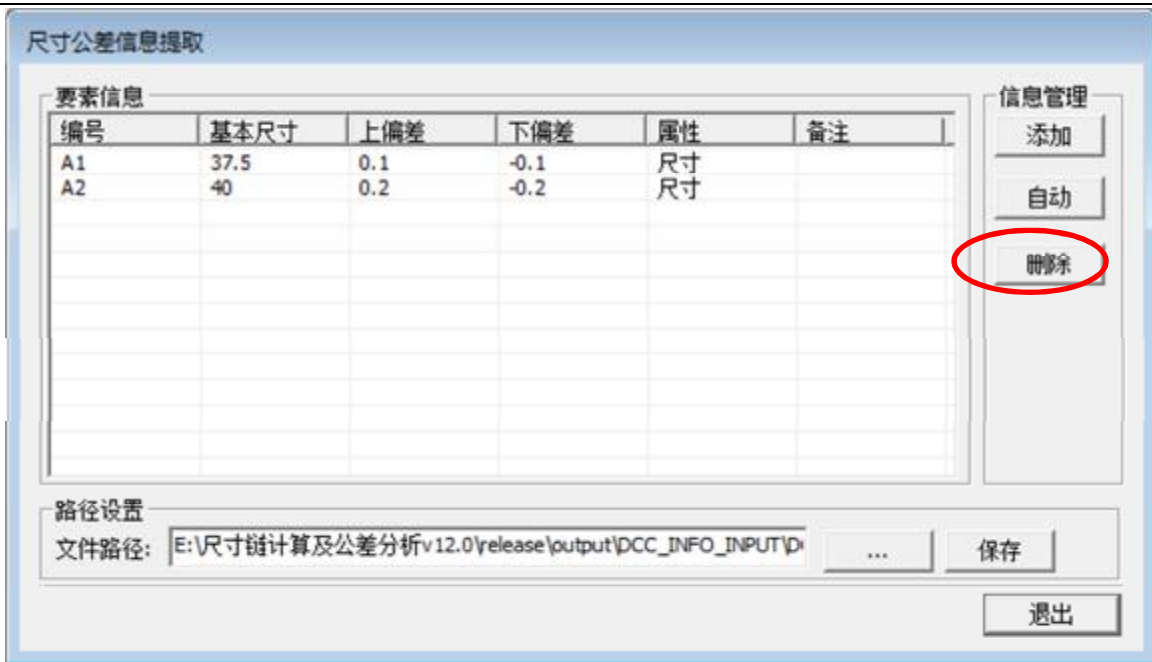 尺寸公差信息提取
要素信息
编号 基本尺寸 上偏差 下偏差 属性 备注
A1 37.5 0.1 -0.1 尺寸
A2 40 0.2 -0.2 尺寸
信息管理
添加
自动
删除
路径设置
文件路径: E:\尺寸链计算及公差分析v12.0\release\output\DCC_INFO_INPUT\D ... 保存
退出